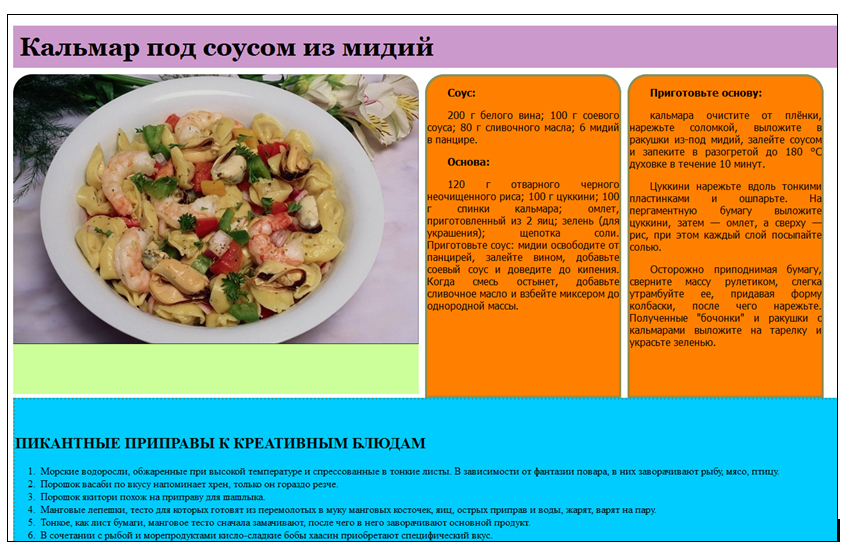 Кальмар под соусом из мидий
Соус:
200 г белого вина; 100 г соевого
соуса; 80 г сливочного масла; 6 мидий
в панцире.
Основа:
120 г отварного черного
неочищенного риса; 100 г цуккини; 100
г спинки кальмара; омлет,
приготовленный из 2 яиц; зелень (для
украшения); щепотка соли.
Приготовьте соус: мидии освободите от
панцирей, залейте вином, добавьте
соевый соус и доведите до кипения.
Когда смесь остынет, добавьте
сливочное масло и взбейте миксером до
однородной массы.
Приготовьте основу:
кальмара очистите от плёнки,
нарежьте соломкой, выложите в
ракушки из-под мидий, залейте соусом
и запеките в разогретой до 180 °С
духовке в течение 10 минут.
Цуккини нарежьте вдоль тонкими
пластинками и ошпарьте. На
пергаментную бумагу выложите
цуккини, затем — омлет, а сверху —
рис, при этом каждый слой посыпайте
солью.
Осторожно приподнимая бумагу,
сверните массу рулетиком, слегка
утрамбуйте ее, придавая форму
колбаски, после чего нарежьте.
Полученные "бочонки" и ракушки с
кальмарами выложите на тарелку и
украсьте зеленью.
ПИКАНТНЫЕ ПРИПРАВЫ К КРЕАТИВНЫМ БЛЮДАМ
1. Морские водоросли, обжаренные при высокой температуре и спрессованные в тонкие листы. В зависимости от фантазии повара, в них заворачивают рыбу, мясо, птицу.
2. Порошок васаби по вкусу напоминает хрен, только он гораздо резче.
3. Порошок якитори похож на приправу для шашлыка.
4. Манговые лепешки, тесто для которых готовят из перемолотых в муку манговых косточек, яиц, острых приправ и воды, жарят, варят на пару.
5. Тонкое, как лист бумаги, манговое тесто сначала замачивают, после чего в него заворачивают основной продукт.
6. В сочетании с рыбой и морепродуктами кисло-сладкие бобы хаасин приобретают специфический вкус.